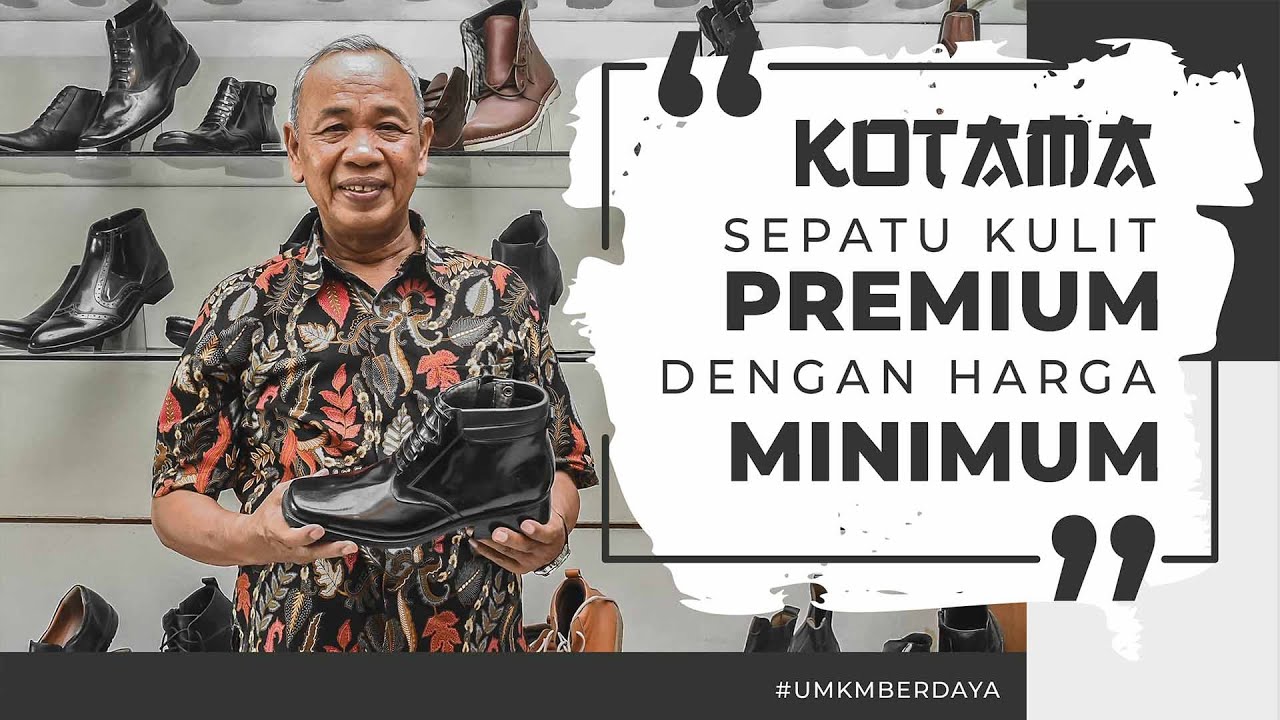 “
KOTAMA
SEPATU KULIT
PREMIUM
DENGAN HARGA
MINIMUM
”
#UMKMBERDAYA